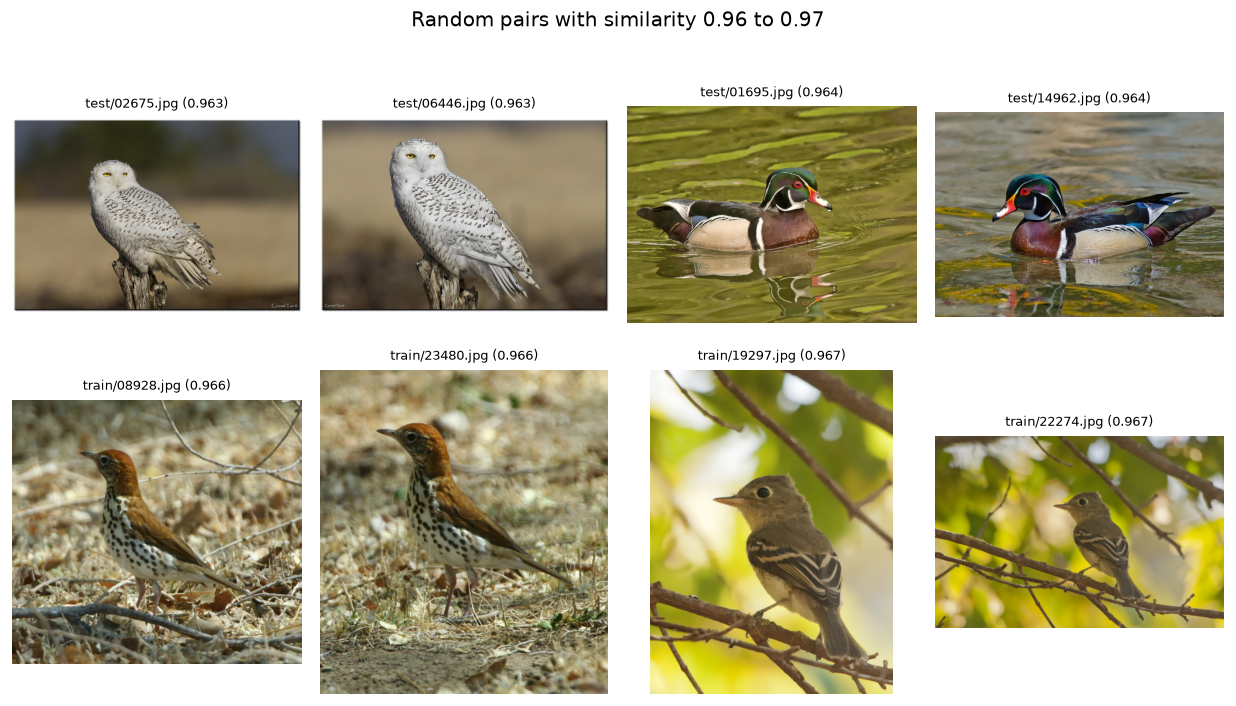 Random pairs with similarity 0.96 to 0.97
test/02675.jpg (0.963)
test/06446.jpg (0.963)
test/01695.jpg (0.964)
test/14962.jpg (0.964)
train/08928.jpg (0.966)
train/23480.jpg (0.966)
train/19297.jpg (0.967)
train/22274.jpg (0.967)